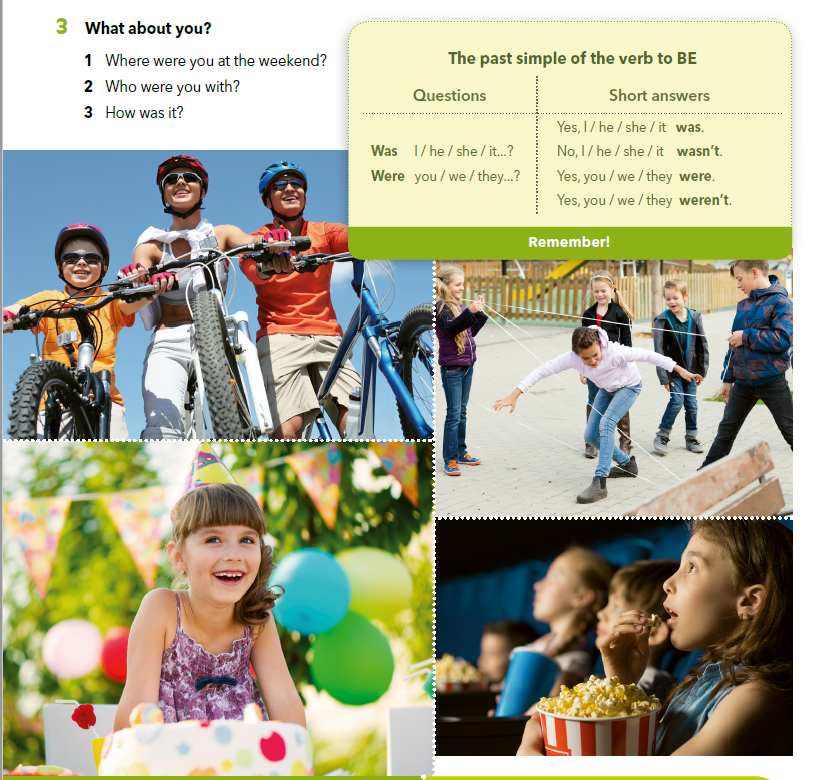 3 What about you?
1 Where were you at the weekend?
2 Who were you with?
3 How was it?
The past simple of the verb to BE
Questions
Short answers
Was I / he / she / it...?
Were you / we / they...?
Yes, I / he / she / it was.
No, I / he / she / it wasn't.
Yes, you / we / they were.
Yes, you / we / they weren't.
Remember!